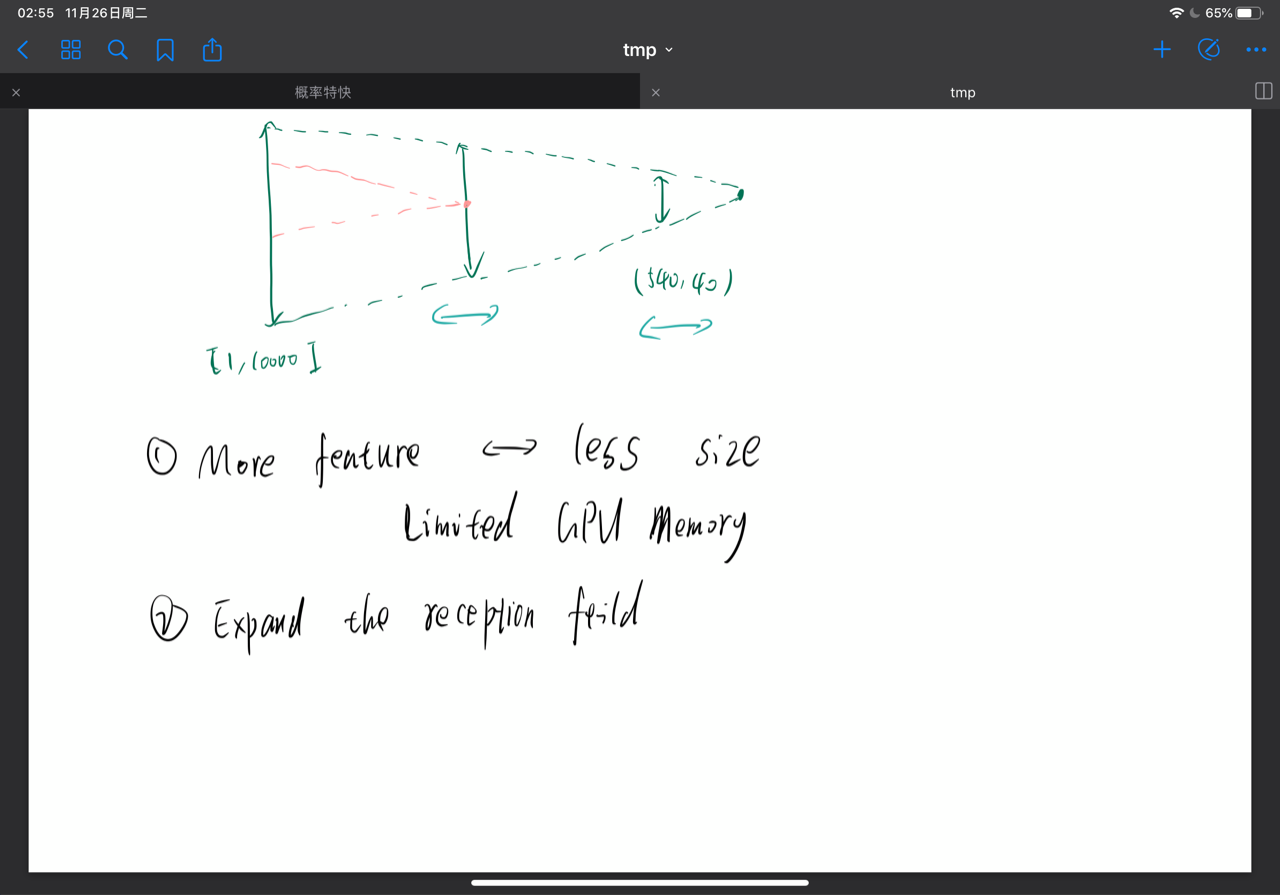 02:55 11月26日周二
65%
tmp
概率特快
tmp
(540,40)
[1,10000]
① More feature ↔ less size
Limited GPU Memory
② Expand the reception feild